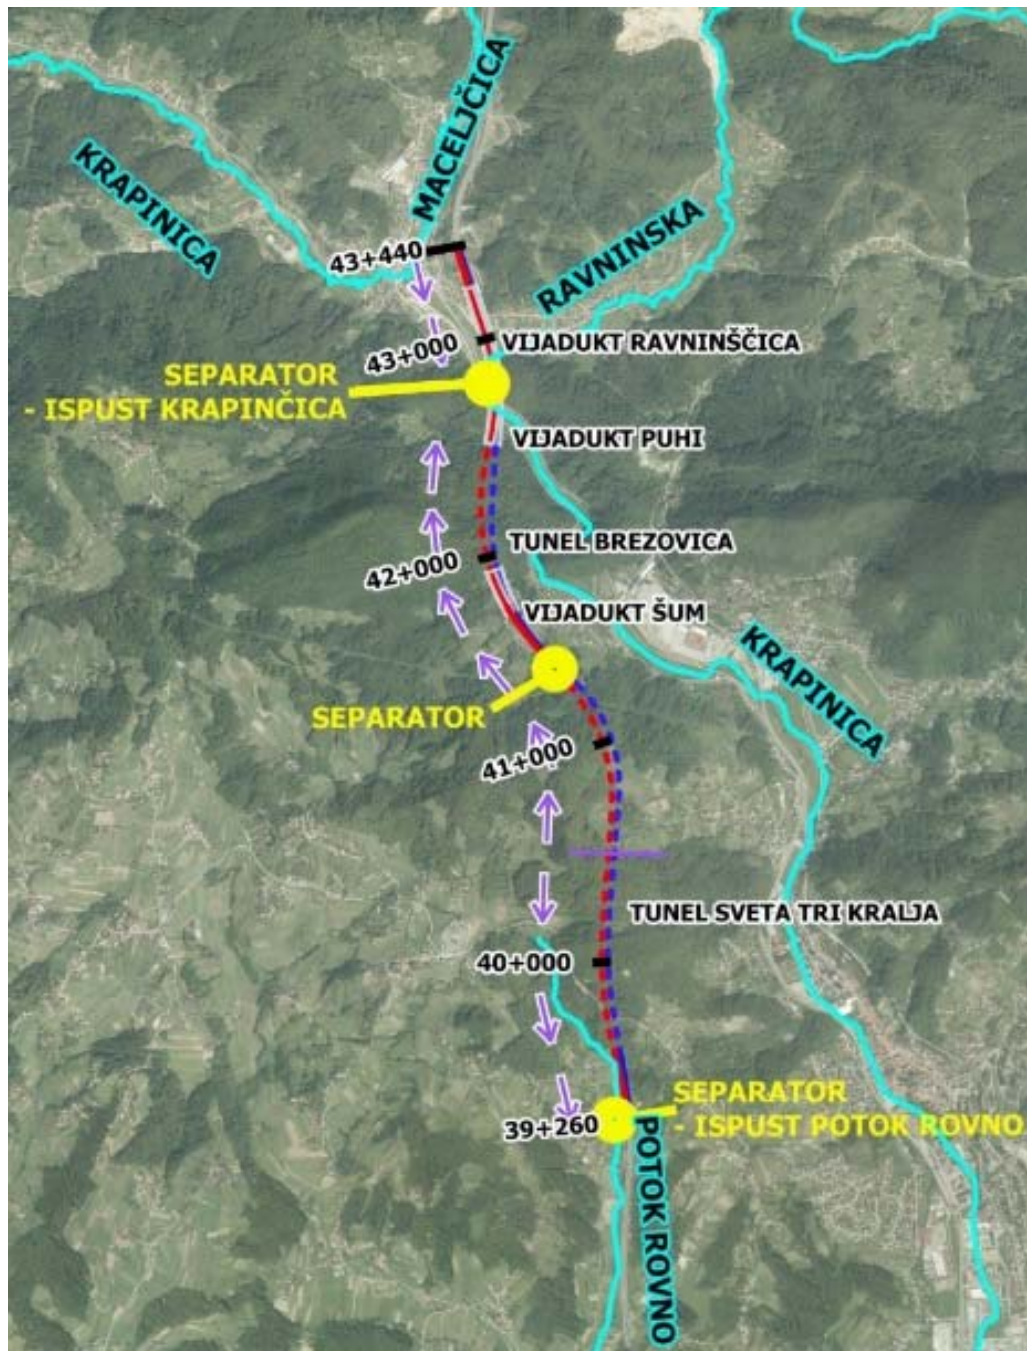 MACELJČICA
KRAPINICA
RAVNINSKA
43+440
43+000
VIJADUKT RAVNINŠČICA
SEPARATOR
- ISPUST KRAPINČICA
VIJADUKT PUHI
TUNEL BREZOVICA
42+000
VIJADUKT ŠUM
KRAPINICA
SEPARATOR
41+000
TUNEL SVETA TRI KRALJA
40+000
SEPARATOR
- ISPUST POTOK ROVNO
39+260
POTOK ROVNO